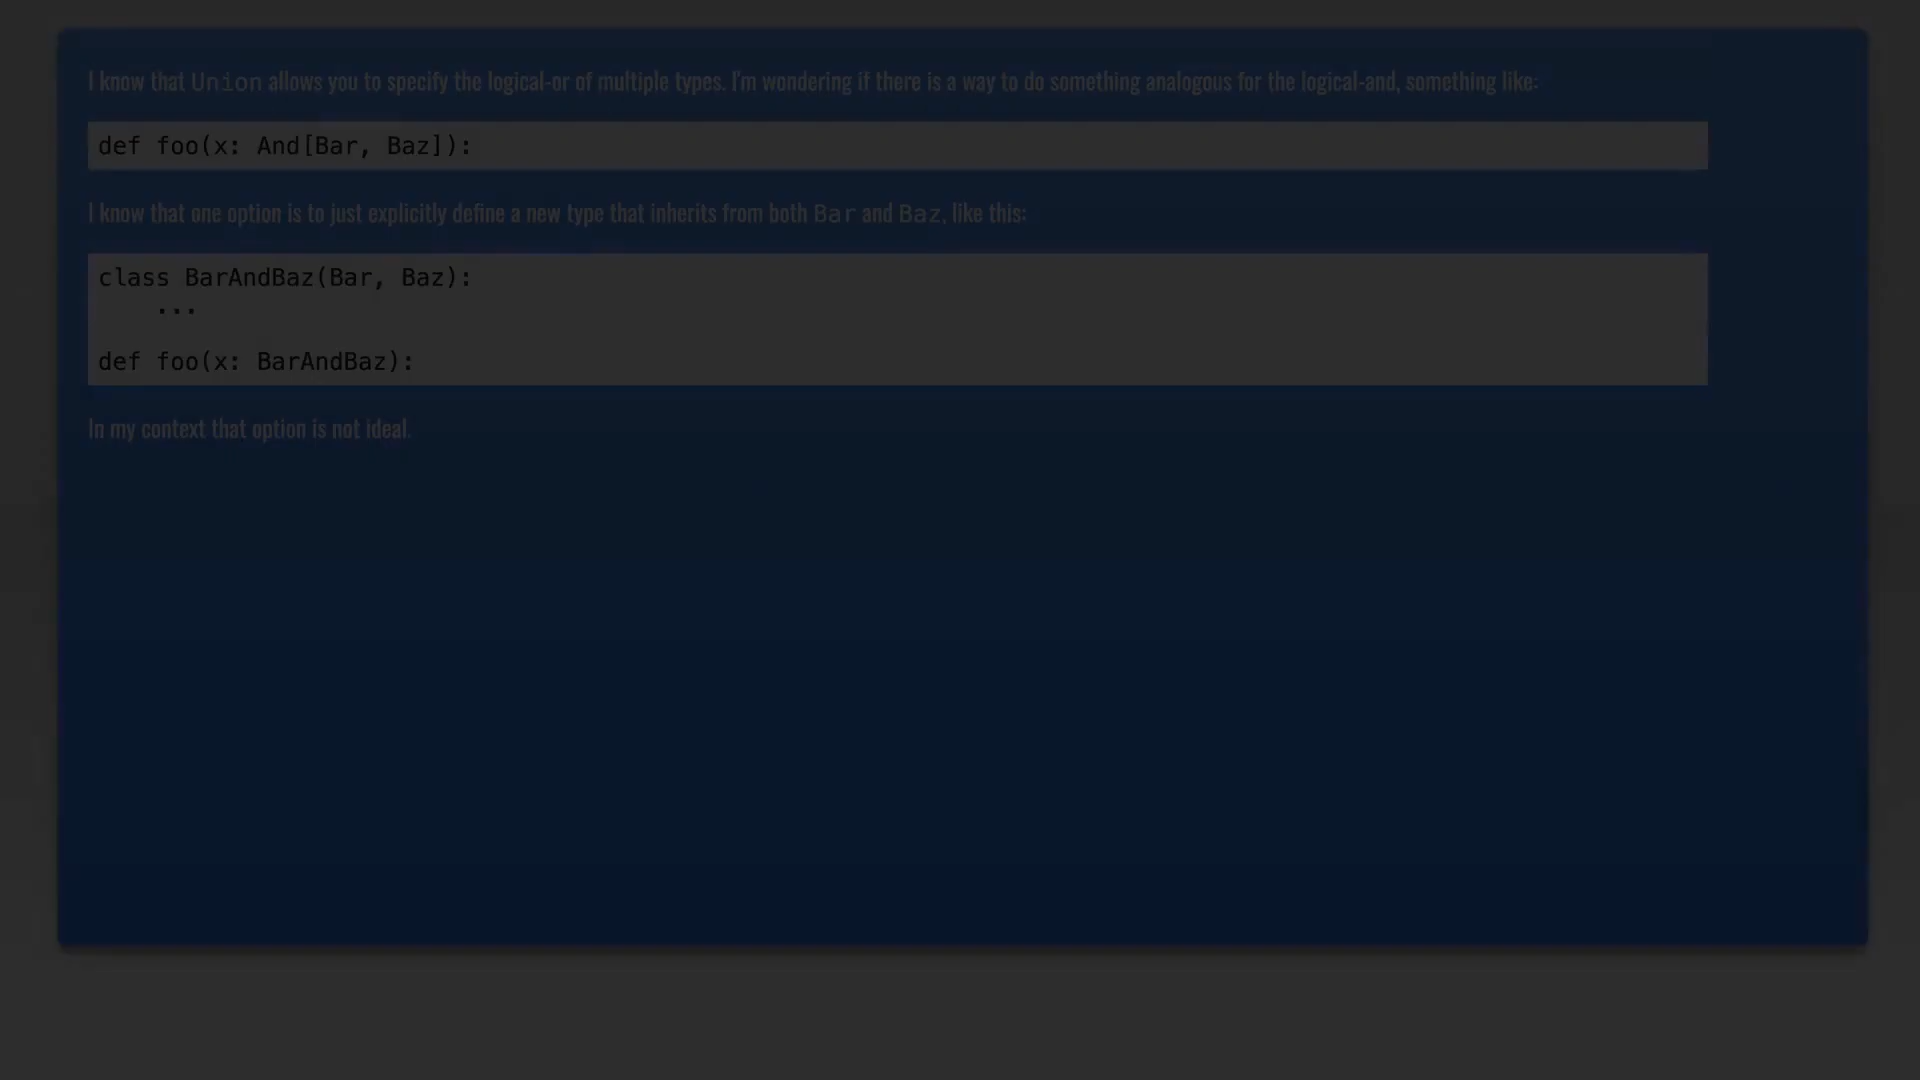 I know that Union allows you to specify the logical-or of multiple types. I'm wondering if there is a way to do something analogous for the logical-and, something like:
def foo(x: And[Bar, Baz]):
I know that one option is to just explicitly define a new type that inherits from both Bar and Baz, like this:
class BarAndBaz(Bar, Baz):
    ...
def foo(x: BarAndBaz):
In my context that option is not ideal.